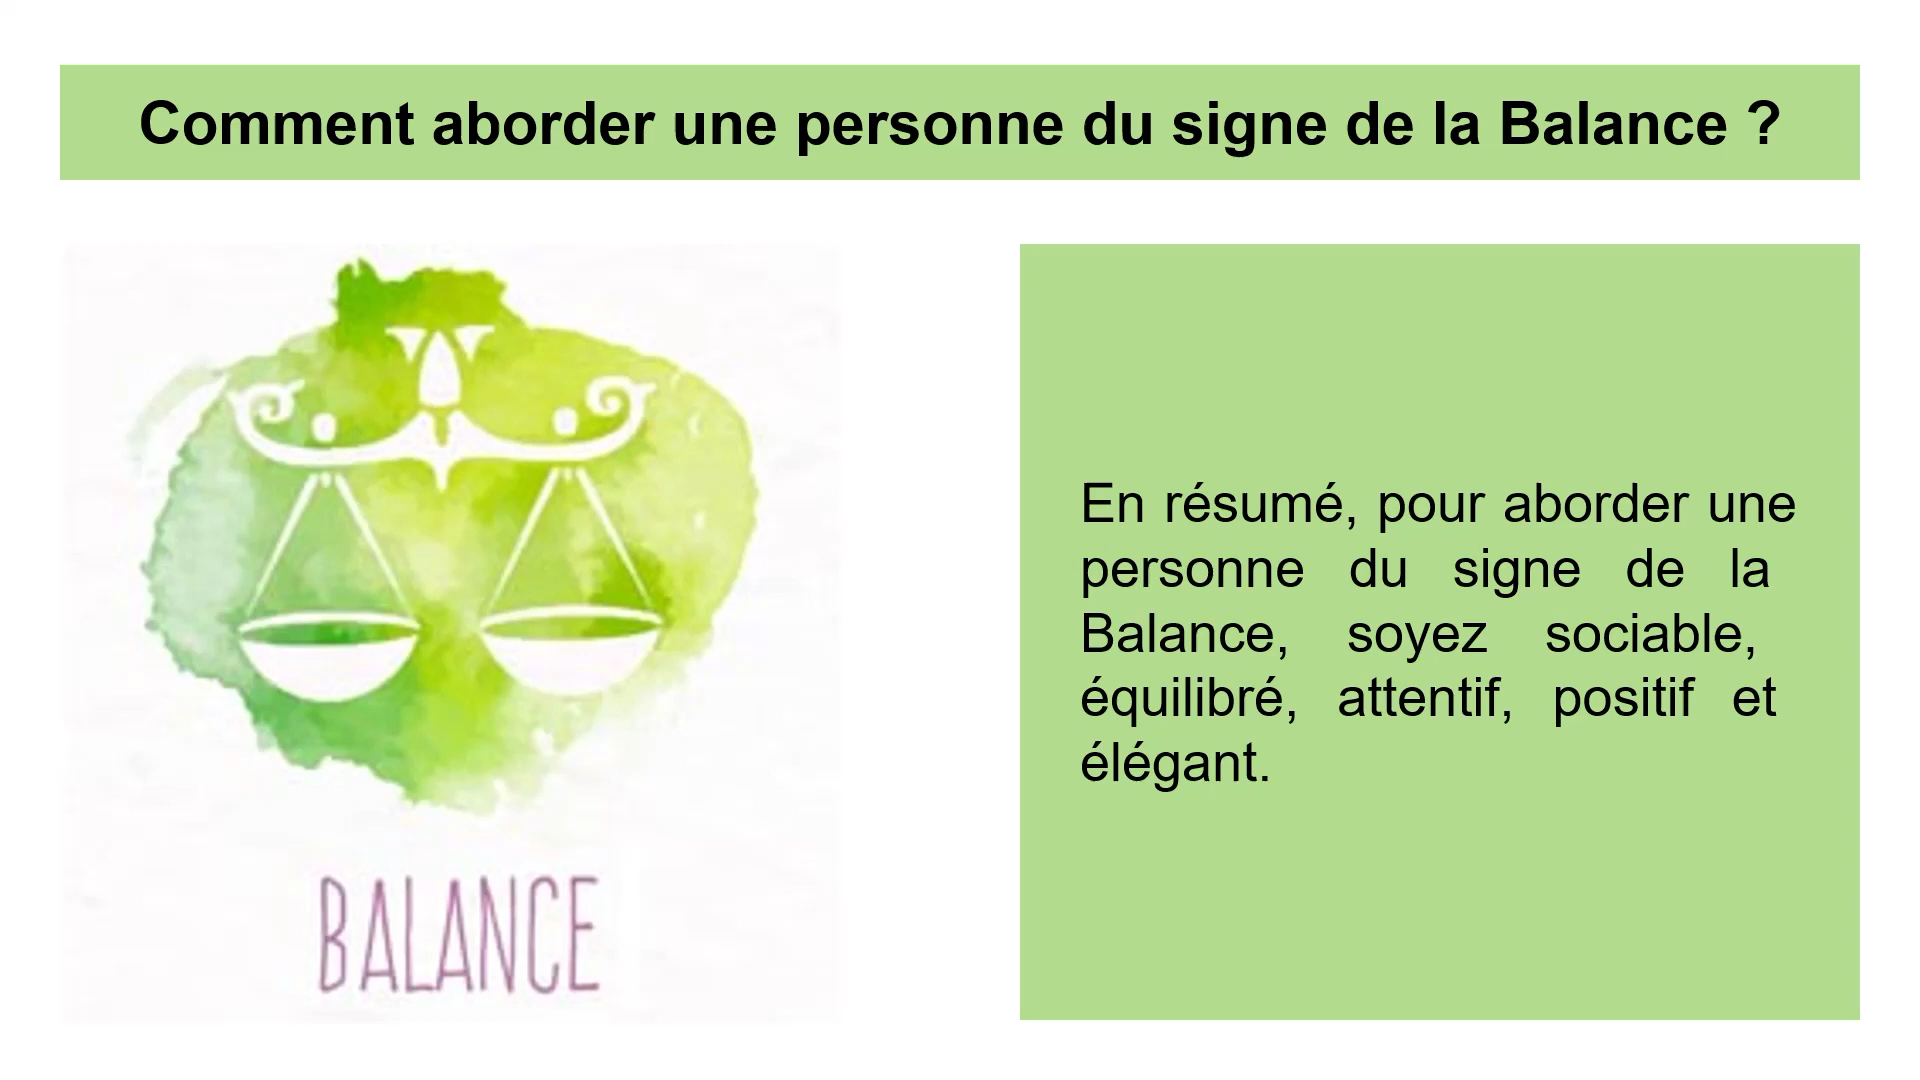 Comment aborder une personne du signe de la Balance ?
BALANCE
En résumé, pour aborder une
personne du signe de la
Balance, soyez sociable,
équilibré, attentif, positif et
élégant.